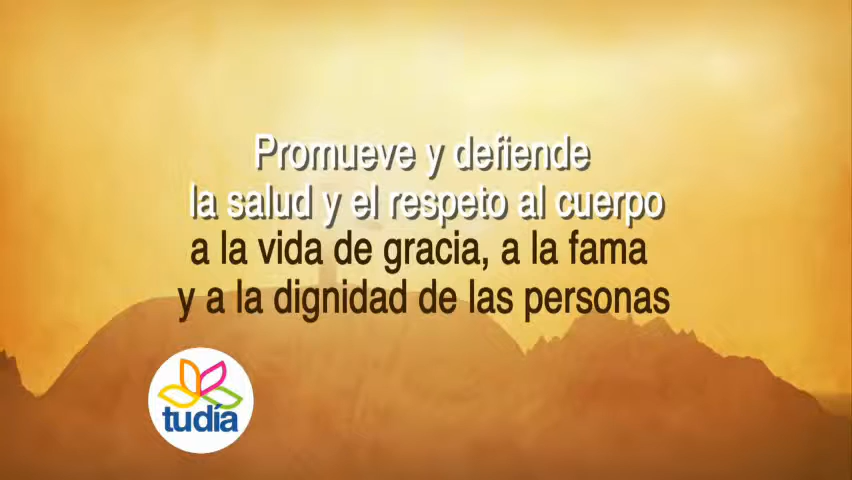 Promueve y defiende
la salud y el respeto al cuerpo
a la vida de gracia, a la fama
y a la dignidad de las personas
tudía